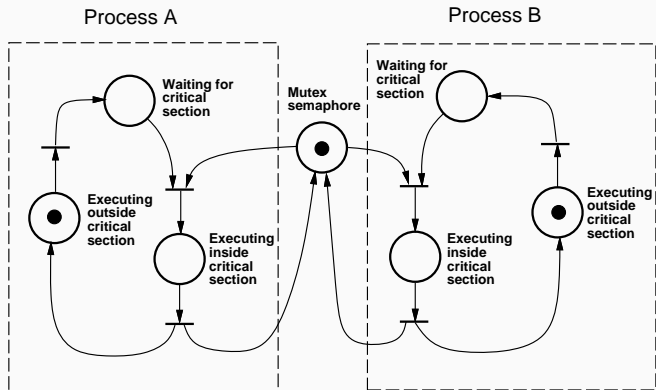 Process A
Process B
Waiting for
critical
section
Mutex
semaphore
Waiting for
critical
section
Executing
outside
critical
section
Executing
inside
critical
section
Executing
inside
critical
section
Executing
outside
critical
section